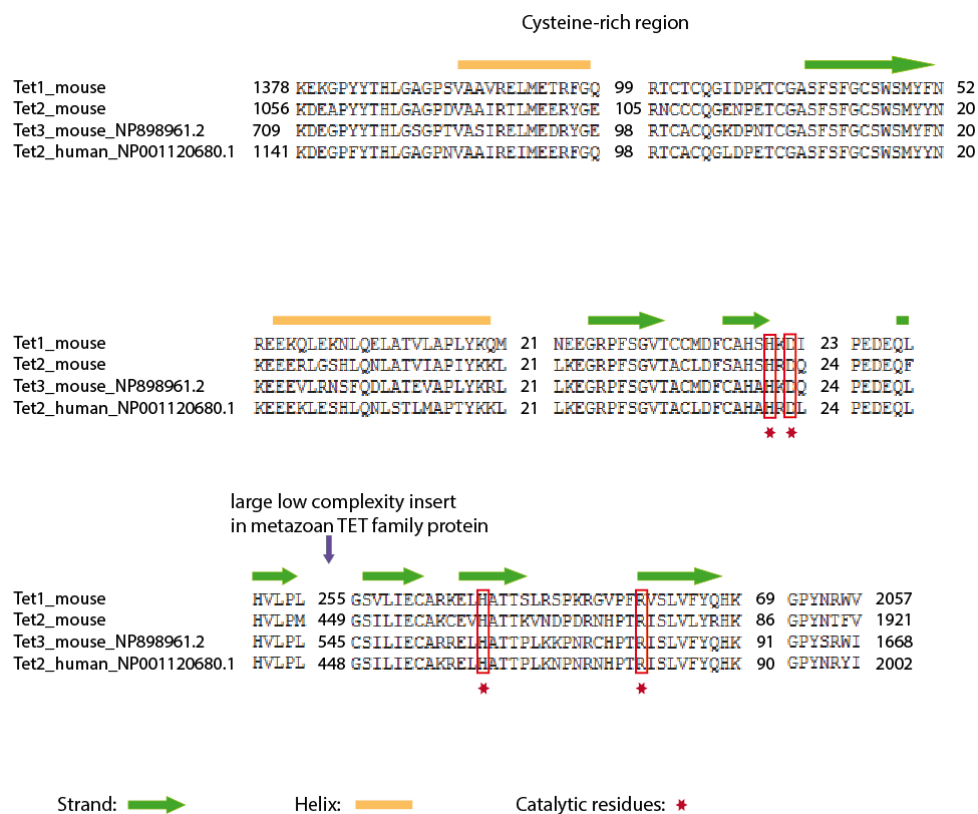 Cysteine-rich region
Tet1_mouse 1378 KEKGPYYTHLGAGPSVAAVRELMETRFGQ 99 RTCTCQGIDPKTCGASFSFGCSWSMYFN 52
Tet2_mouse 1056 KDEAPYYTHLGAGPDVAAIRTLMEERYGE 105 RNCCCQGENPETCGASFSFGCSWSMYYN 20
Tet3_mouse_NP898961.2 709 KDEGPYYTHLGSGPTVASIRELMEDRYGE 98 RTCACQGKDPNTCGASFSFGCSWSMYFN 20
Tet2_human_NP001120680.1 1141 KDEGPFYTHLGAGPNVAAIREIMEERFGQ 98 RTCACQGLDPETCGASFSFGCSWSMYYN 20
Tet1_mouse REEKQLEKNLQELATVLAPLYKQM 21 NEEGRPFSGVTCCMDFCAHSHKDI 23 PEDEQL
Tet2_mouse KEEERLGSHLQNLATVIAPIYKKL 21 LKEGRPFSGVTACLDFSAHSHRDQ 24 PEDEQF
Tet3_mouse_NP898961.2 KEEEVLRNSFQDLATEVAPLYKRL 21 LKEGRPFSGVTACMDFCAHAHKDQ 24 PEDEQL
Tet2_human_NP001120680.1 KEEEKLESHLQNLSTLMAPTYKKL 21 LKEGRPFSGVTACLDFCAHAHRDL 24 PEDEQL
large low complexity insert
in metazoan TET family protein
Tet1_mouse HVLPL 255 GSVLIECARKELHATTSLRSPKRGVPFRVSLVFYQHK 69 GPYNRWV 2057
Tet2_mouse HVLPM 449 GSILIECAKCEVHATTKVNDPDRNHPTRISLVLYRHK 86 GPYNTFV 1921
Tet3_mouse_NP898961.2 HVLPL 545 CSILIECARRELHATTPLKKPNRCHPTRISLVFYQHK 91 GPYSRWI 1668
Tet2_human_NP001120680.1 HVLPL 448 GSILIECAKRELHATTPLKNPNRNHPTRISLVFYQHK 90 GPYNRYI 2002
Strand: Helix: Catalytic residues: *